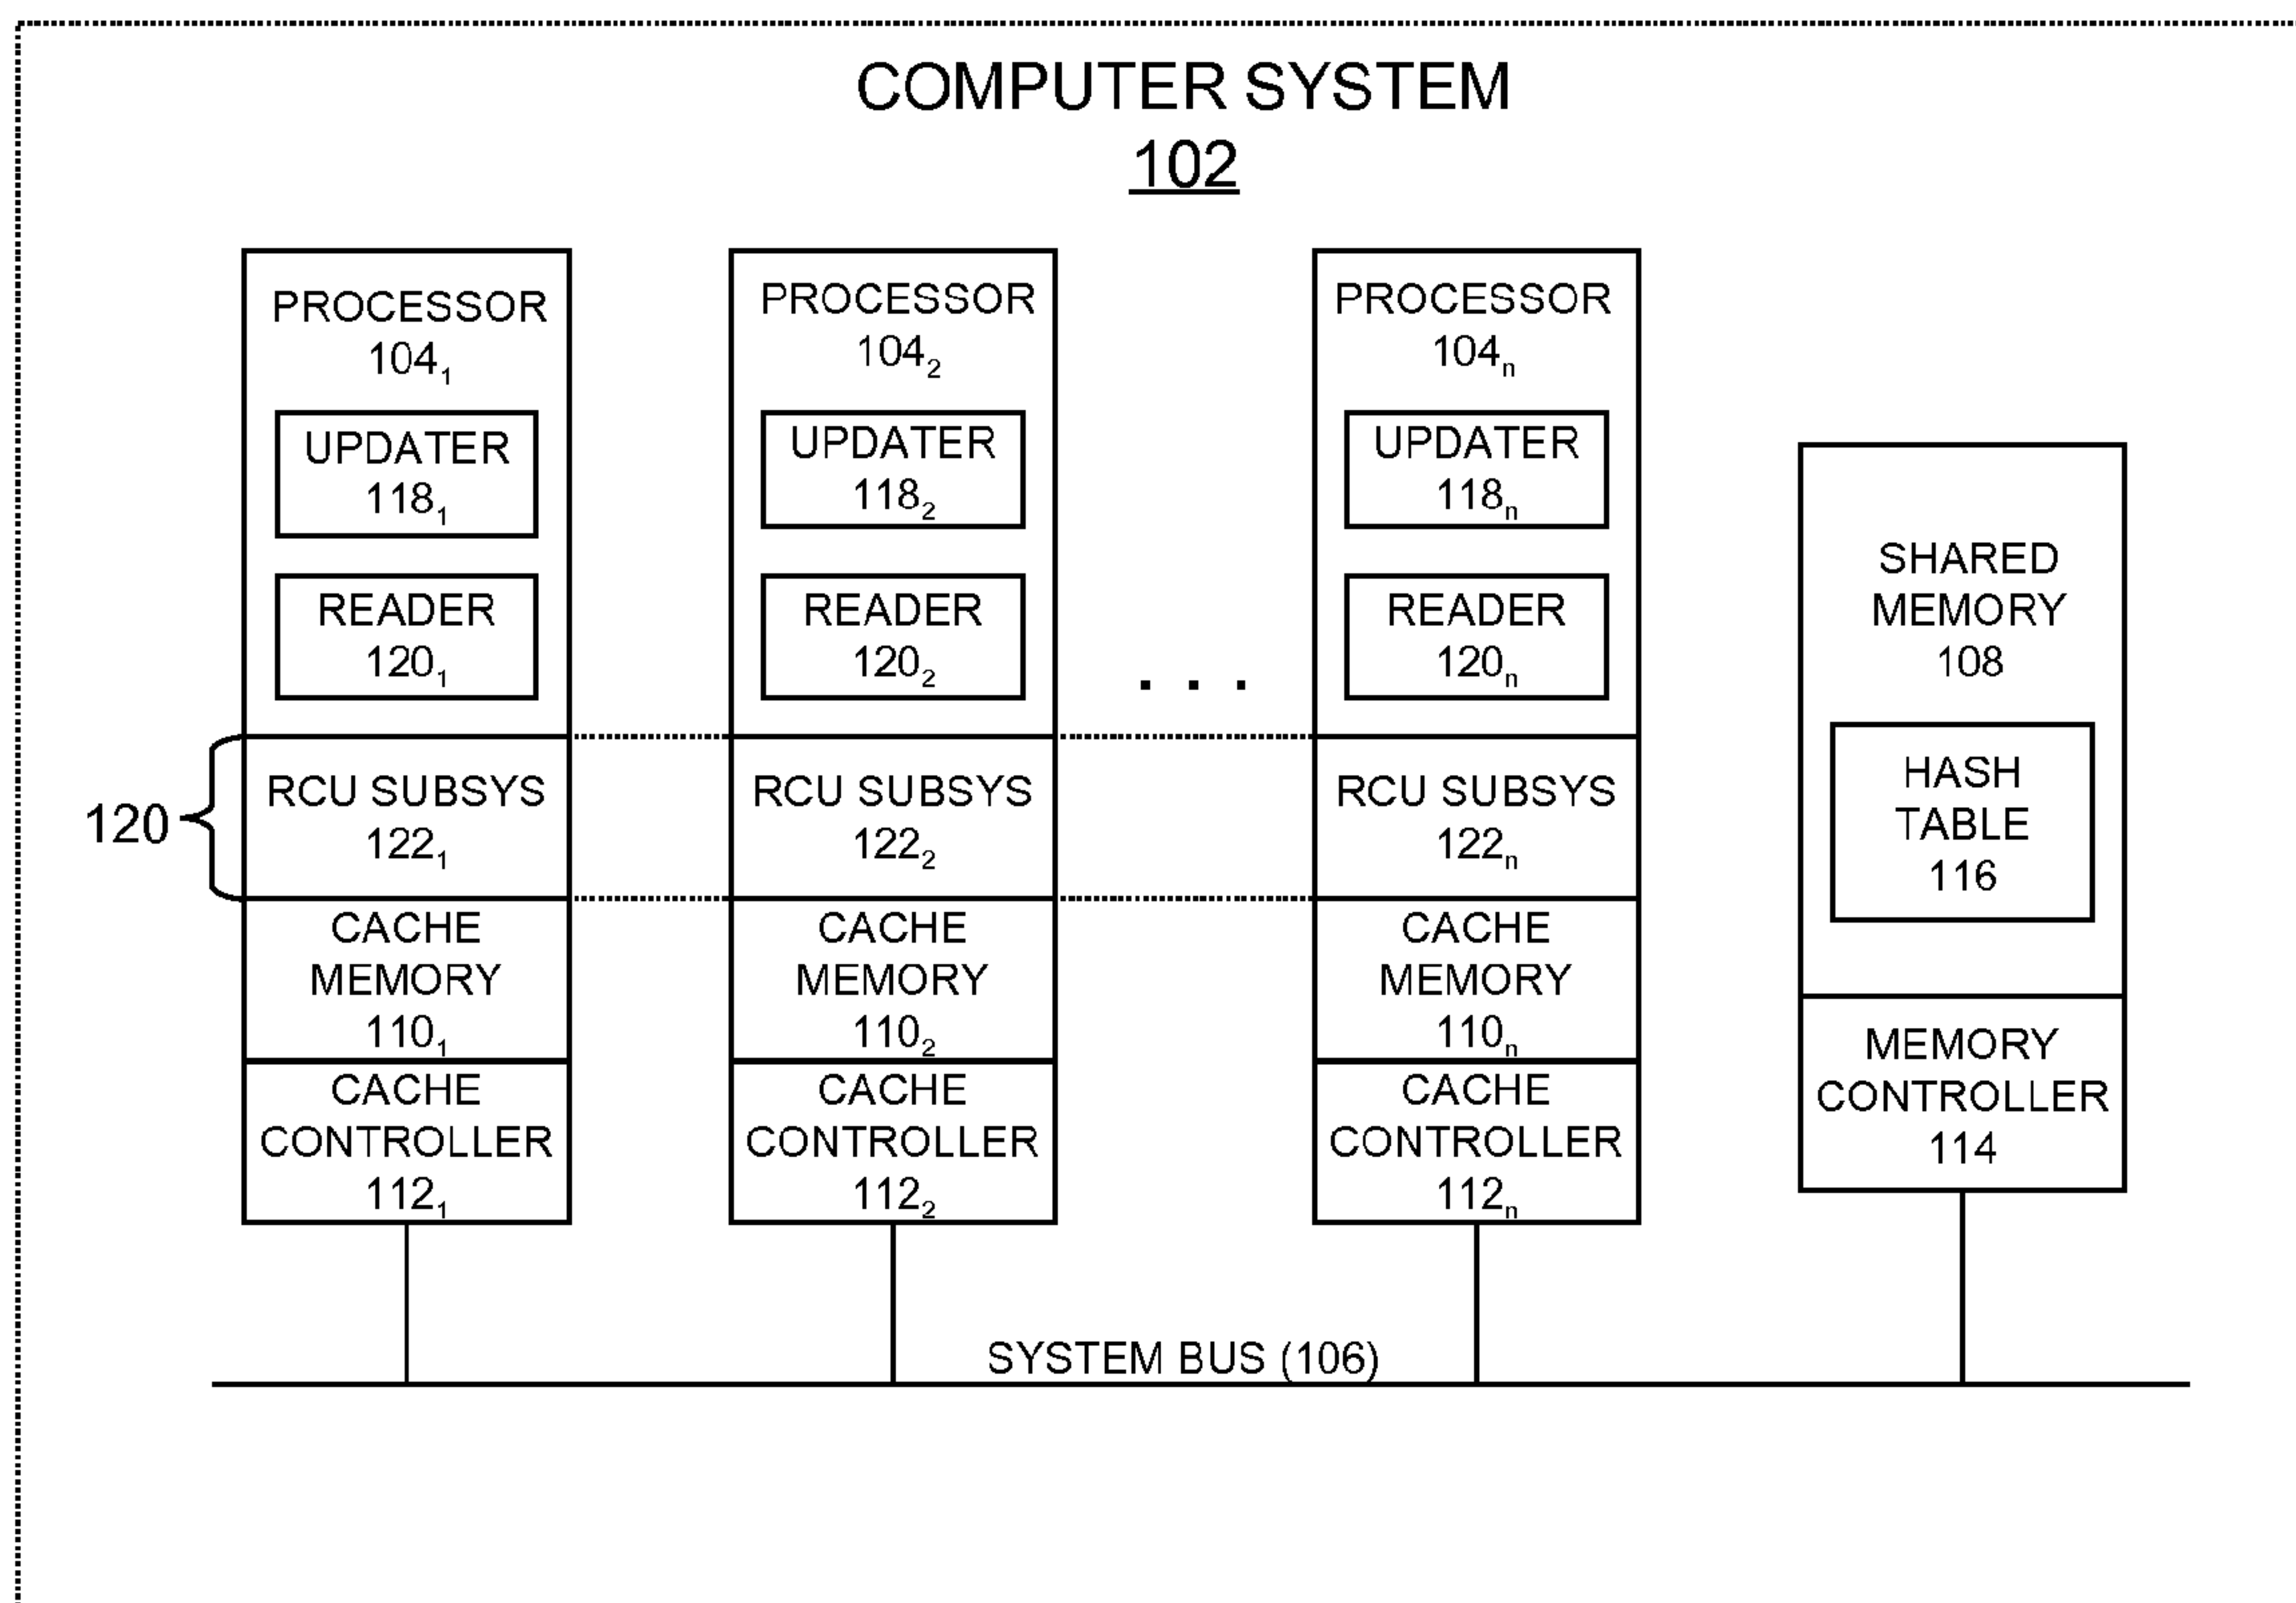 COMPUTER SYSTEM
102
PROCESSOR
104₁
UPDATER
118₁
READER
120₁
RCU SUBSYS
122₁
CACHE
MEMORY
110₁
CACHE
CONTROLLER
112₁
PROCESSOR
104₂
UPDATER
118₂
READER
120₂
RCU SUBSYS
122₂
CACHE
MEMORY
110₂
CACHE
CONTROLLER
112₂
. . .
PROCESSOR
104ₙ
UPDATER
118ₙ
READER
120ₙ
RCU SUBSYS
122ₙ
CACHE
MEMORY
110ₙ
CACHE
CONTROLLER
112ₙ
SHARED
MEMORY
108
HASH
TABLE
116
MEMORY
CONTROLLER
114
120
SYSTEM BUS (106)